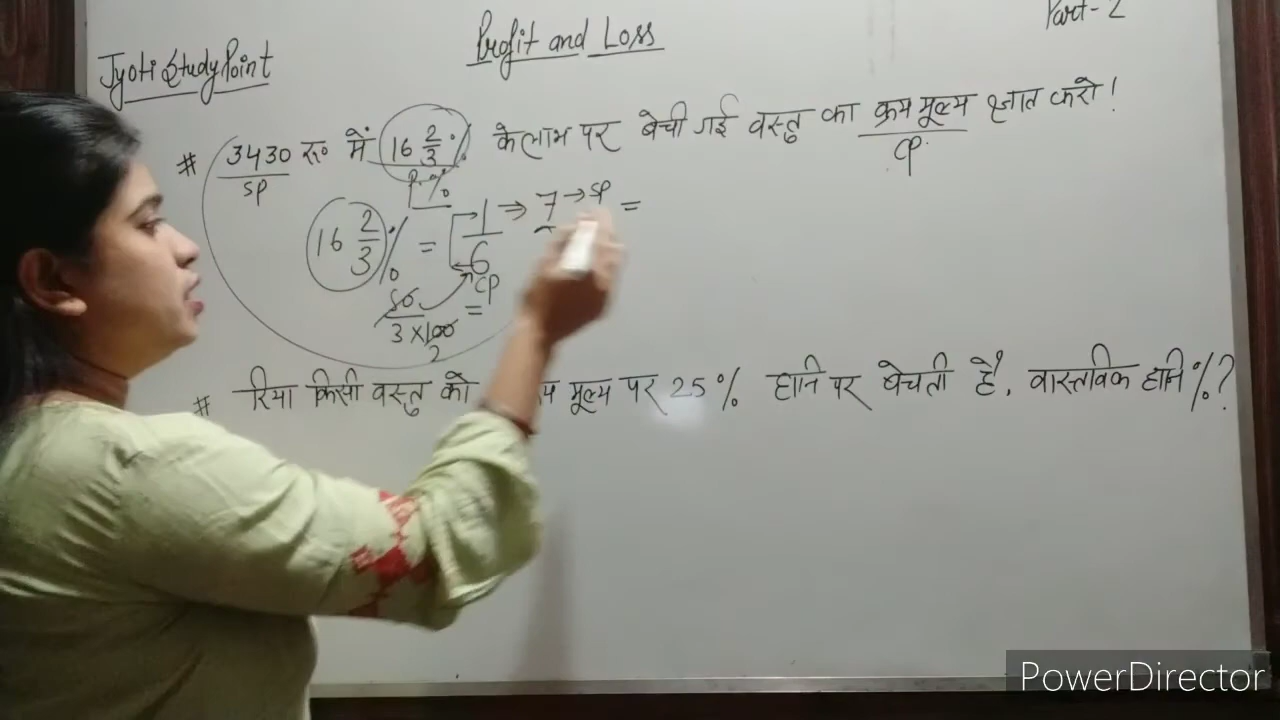 Part-2
Profit and Loss
Jyoti Study Point
# 3430 रू० में 16 2/3 % के लाभ पर बेची गई वस्तु का क्रय मूल्य ज्ञात करो!
SP P.% CP
16 2/3 % = 1/6 ⇒ 7 → SP =
CP
50/3×100 =
2
# रिया किसी वस्तु को मूल्य पर 25% हानि पर बेचती है, वास्तविक हानि %?
PowerDirector